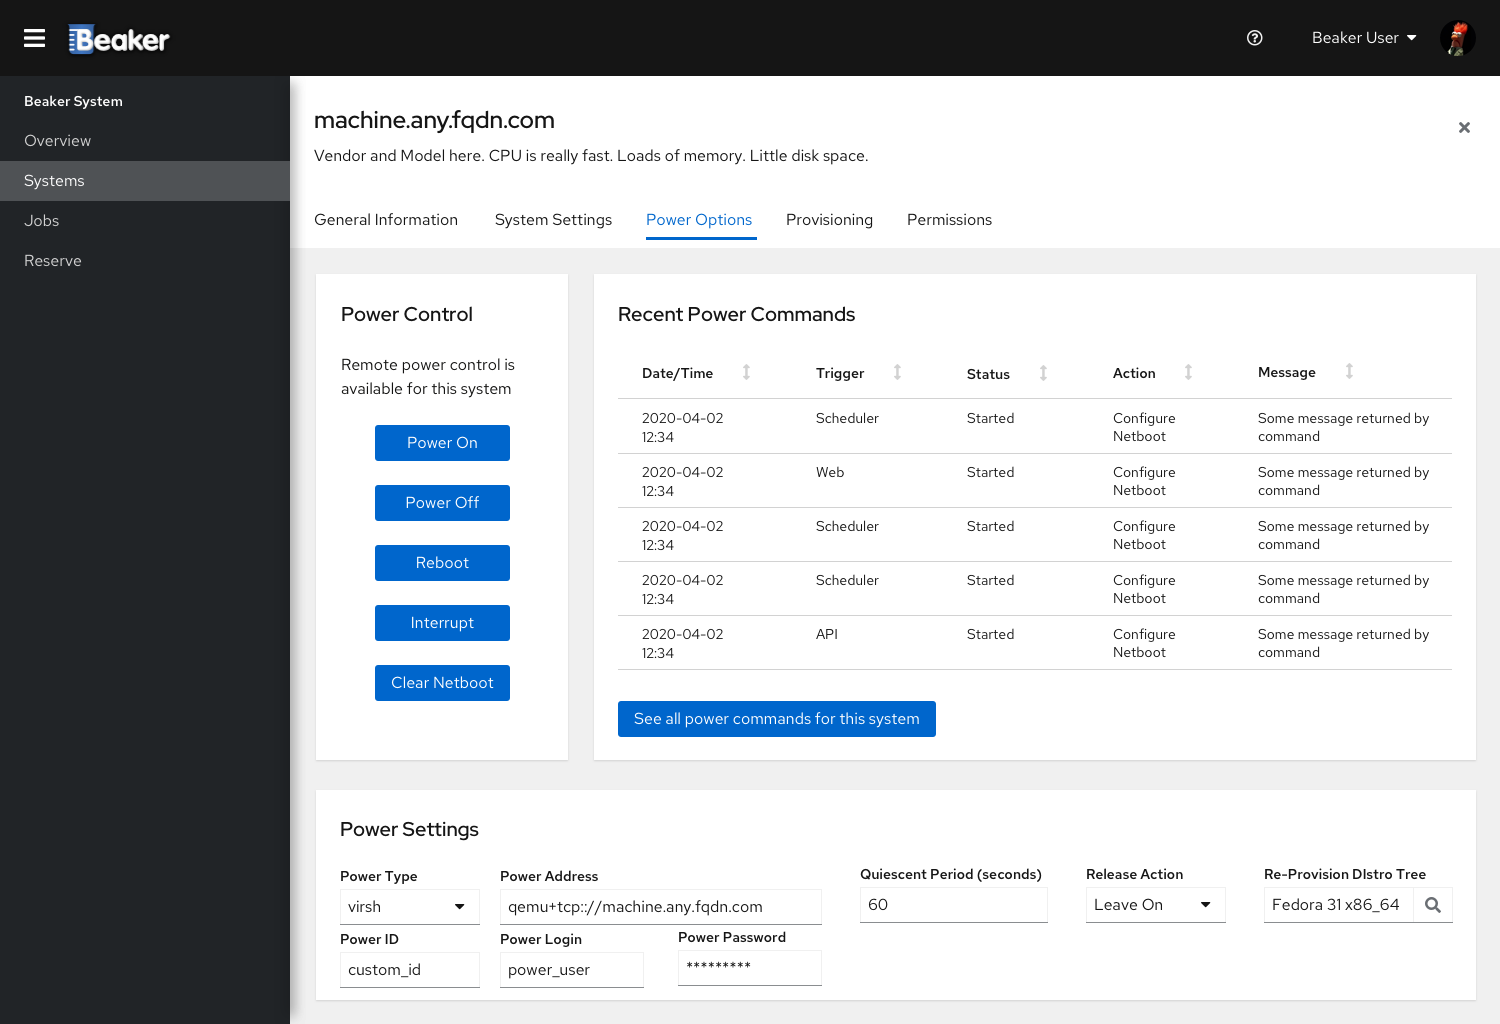 Beaker
Beaker User
Beaker System
Overview
Systems
Jobs
Reserve
machine.any.fqdn.com
Vendor and Model here. CPU is really fast. Loads of memory. Little disk space.
General Information System Settings Power Options Provisioning Permissions
Power Control
Remote power control is
available for this system
Power On
Power Off
Reboot
Interrupt
Clear Netboot
Recent Power Commands
Date/Time Trigger Status Action Message
2020-04-02 Scheduler Started Configure Some message returned by
12:34 Netboot command
2020-04-02 Web Started Configure Some message returned by
12:34 Netboot command
2020-04-02 Scheduler Started Configure Some message returned by
12:34 Netboot command
2020-04-02 Scheduler Started Configure Some message returned by
12:34 Netboot command
2020-04-02 API Started Configure Some message returned by
12:34 Netboot command
See all power commands for this system
Power Settings
Power Type Power Address Quiescent Period (seconds) Release Action Re-Provision DIstro Tree
virsh qemu+tcp:://machine.any.fqdn.com 60 Leave On Fedora 31 x86_64
Power ID Power Login Power Password
custom_id power_user *********